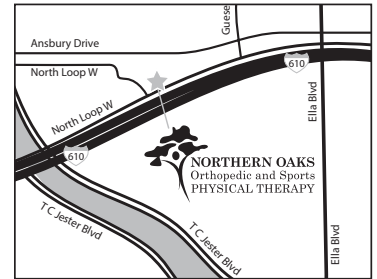 Guese
Ansbury Drive
North Loop W
North Loop W
610
610
Ella Blvd
NORTHERN OAKS
Orthopedic and Sports
PHYSICAL THERAPY
T C Jester Blvd
T C Jester Blvd
Ella Blvd